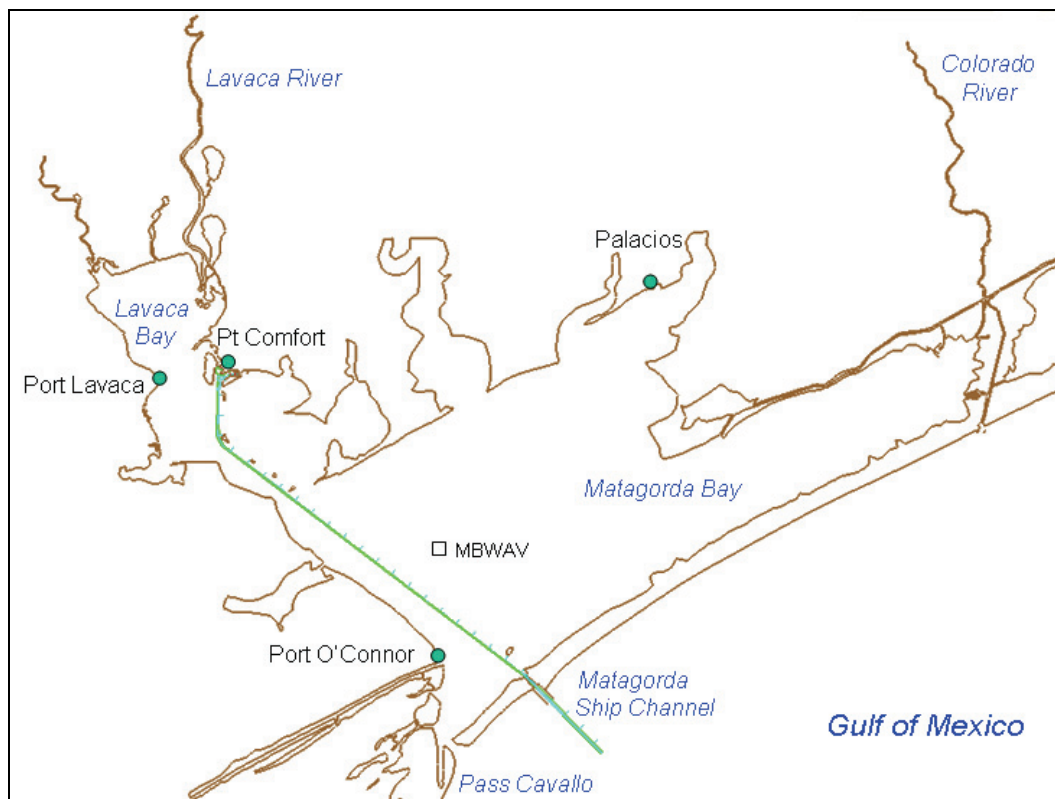 Lavaca River
Colorado
River
Palacios
Lavaca
Bay
Pt Comfort
Port Lavaca
Matagorda Bay
MBWAV
Port O'Connor
Matagorda
Ship Channel
Gulf of Mexico
Pass Cavallo